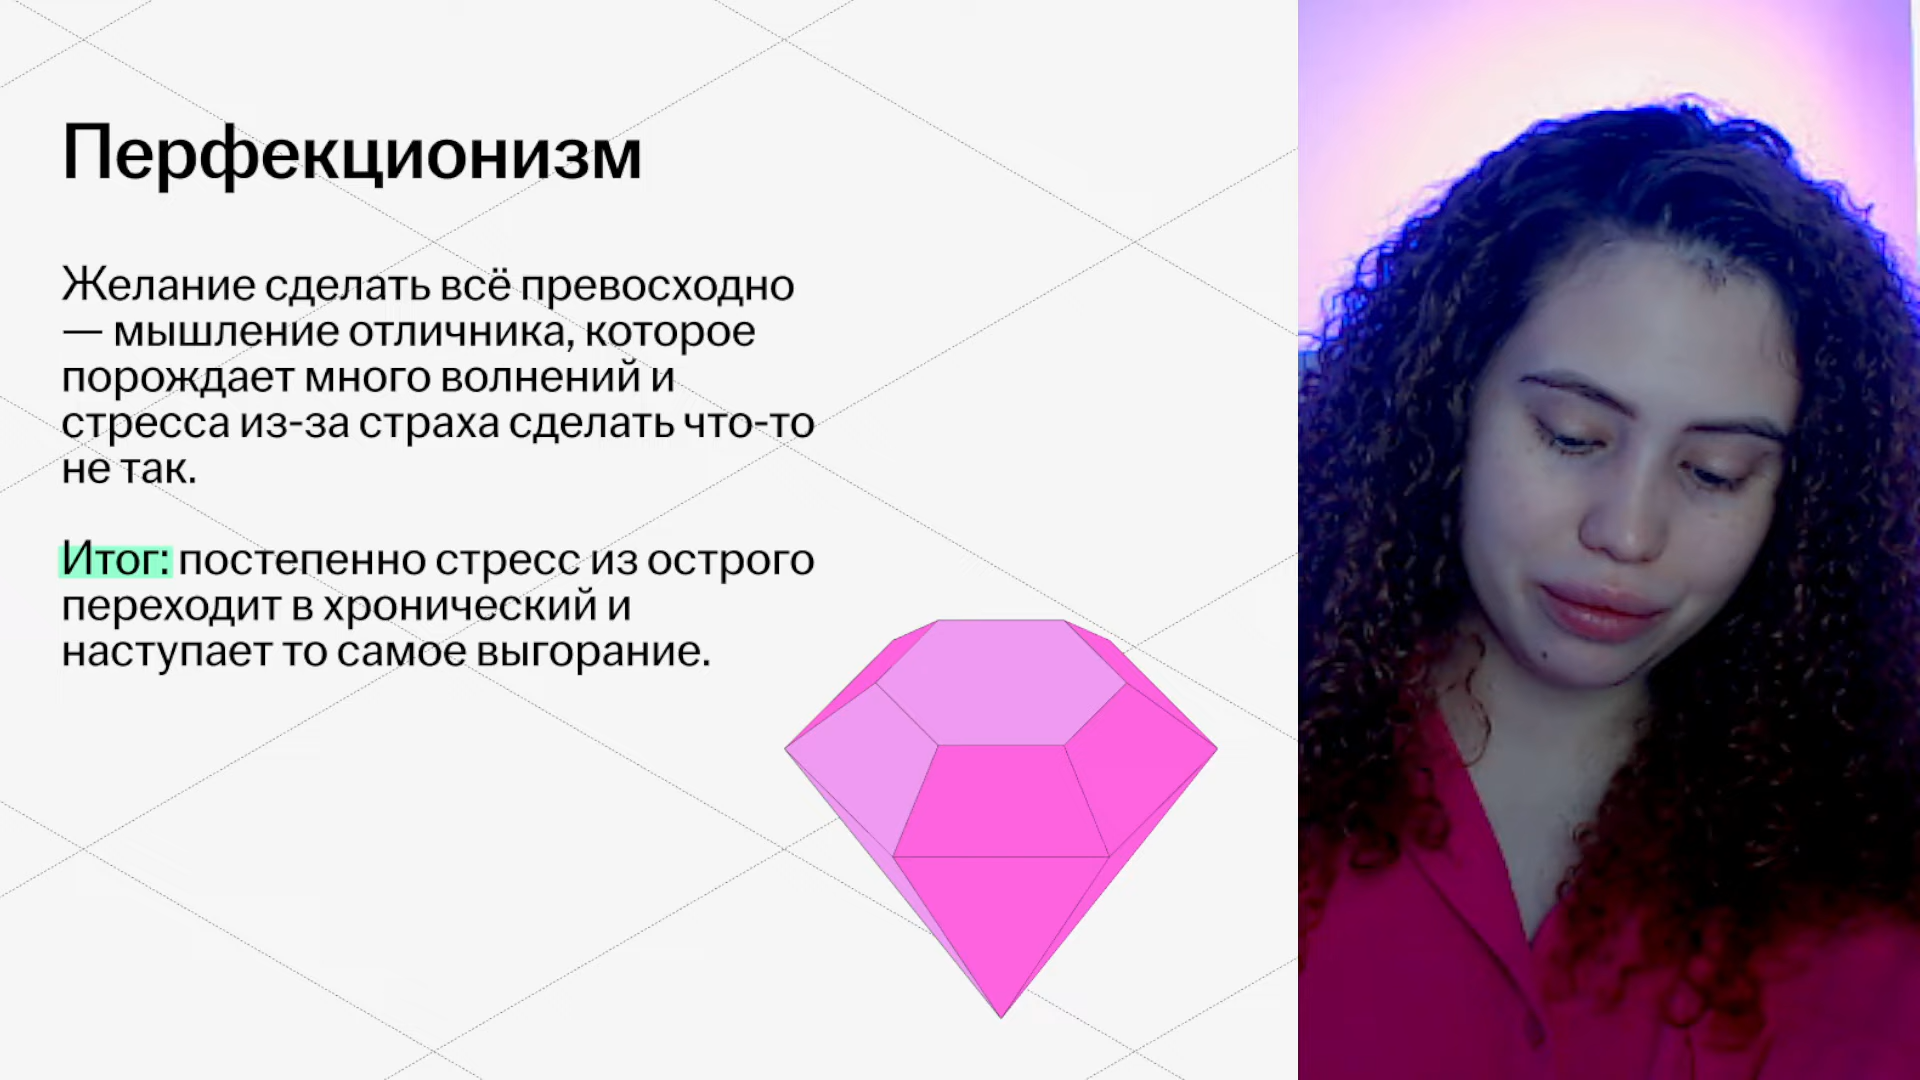 Перфекционизм
Желание сделать всё превосходно
— мышление отличника, которое
порождает много волнений и
стресса из-за страха сделать что-то
не так.
Итог: постепенно стресс из острого
переходит в хронический и
наступает то самое выгорание.